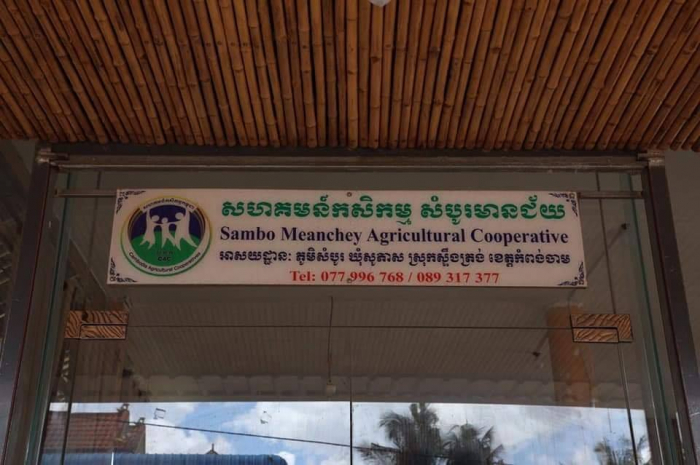 សហគមន៍កសិកម្ម សំបូរមានជ័យ
Sambo Meanchey Agricultural Cooperative
អាសយដ្ឋានៈ ភូមិសំបូរ ឃុំសូភាស ស្រុកស្ទឹងត្រង់ ខេត្តកំពង់ចាម
Tel: 077 996 768 / 089 317 377
Cambodia Agricultural Cooperatives